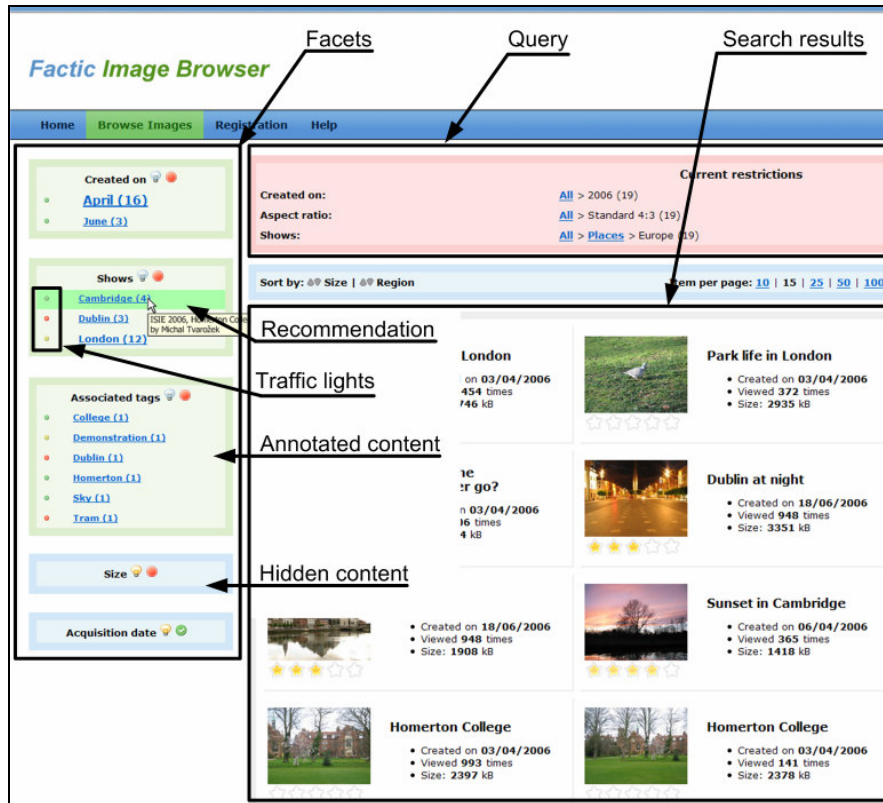 Facets
Query
Search results
Factic Image Browser
Home Browse Images Registration Help
Created on
April (16)
June (3)
Shows
Cambridge (4)
Dublin (3)
London (12)
ISIE 2006, Homerton
by Michal Tvarožek
Recommendation
Traffic lights
Associated tags
College (1)
Demonstration (1)
Dublin (1)
Homerton (1)
Sky (1)
Tram (1)
Annotated content
Size
Hidden content
Acquisition date
Current restrictions
Created on: All > 2006 (19)
Aspect ratio: All > Standard 4:3 (19)
Shows: All > Places > Europe (19)
Sort by: Size | Region
Item per page: 10 | 15 | 25 | 50 | 100
London
on 03/04/2006
454 times
746 kB
Park life in London
• Created on 03/04/2006
• Viewed 372 times
• Size: 2935 kB
go?
03/04/2006
times
kB
Dublin at night
• Created on 18/06/2006
• Viewed 948 times
• Size: 3351 kB
• Created on 18/06/2006
• Viewed 948 times
• Size: 1908 kB
Sunset in Cambridge
• Created on 06/04/2006
• Viewed 365 times
• Size: 1418 kB
Homerton College
• Created on 03/04/2006
• Viewed 993 times
• Size: 2397 kB
Homerton College
• Created on 03/04/2006
• Viewed 141 times
• Size: 2378 kB